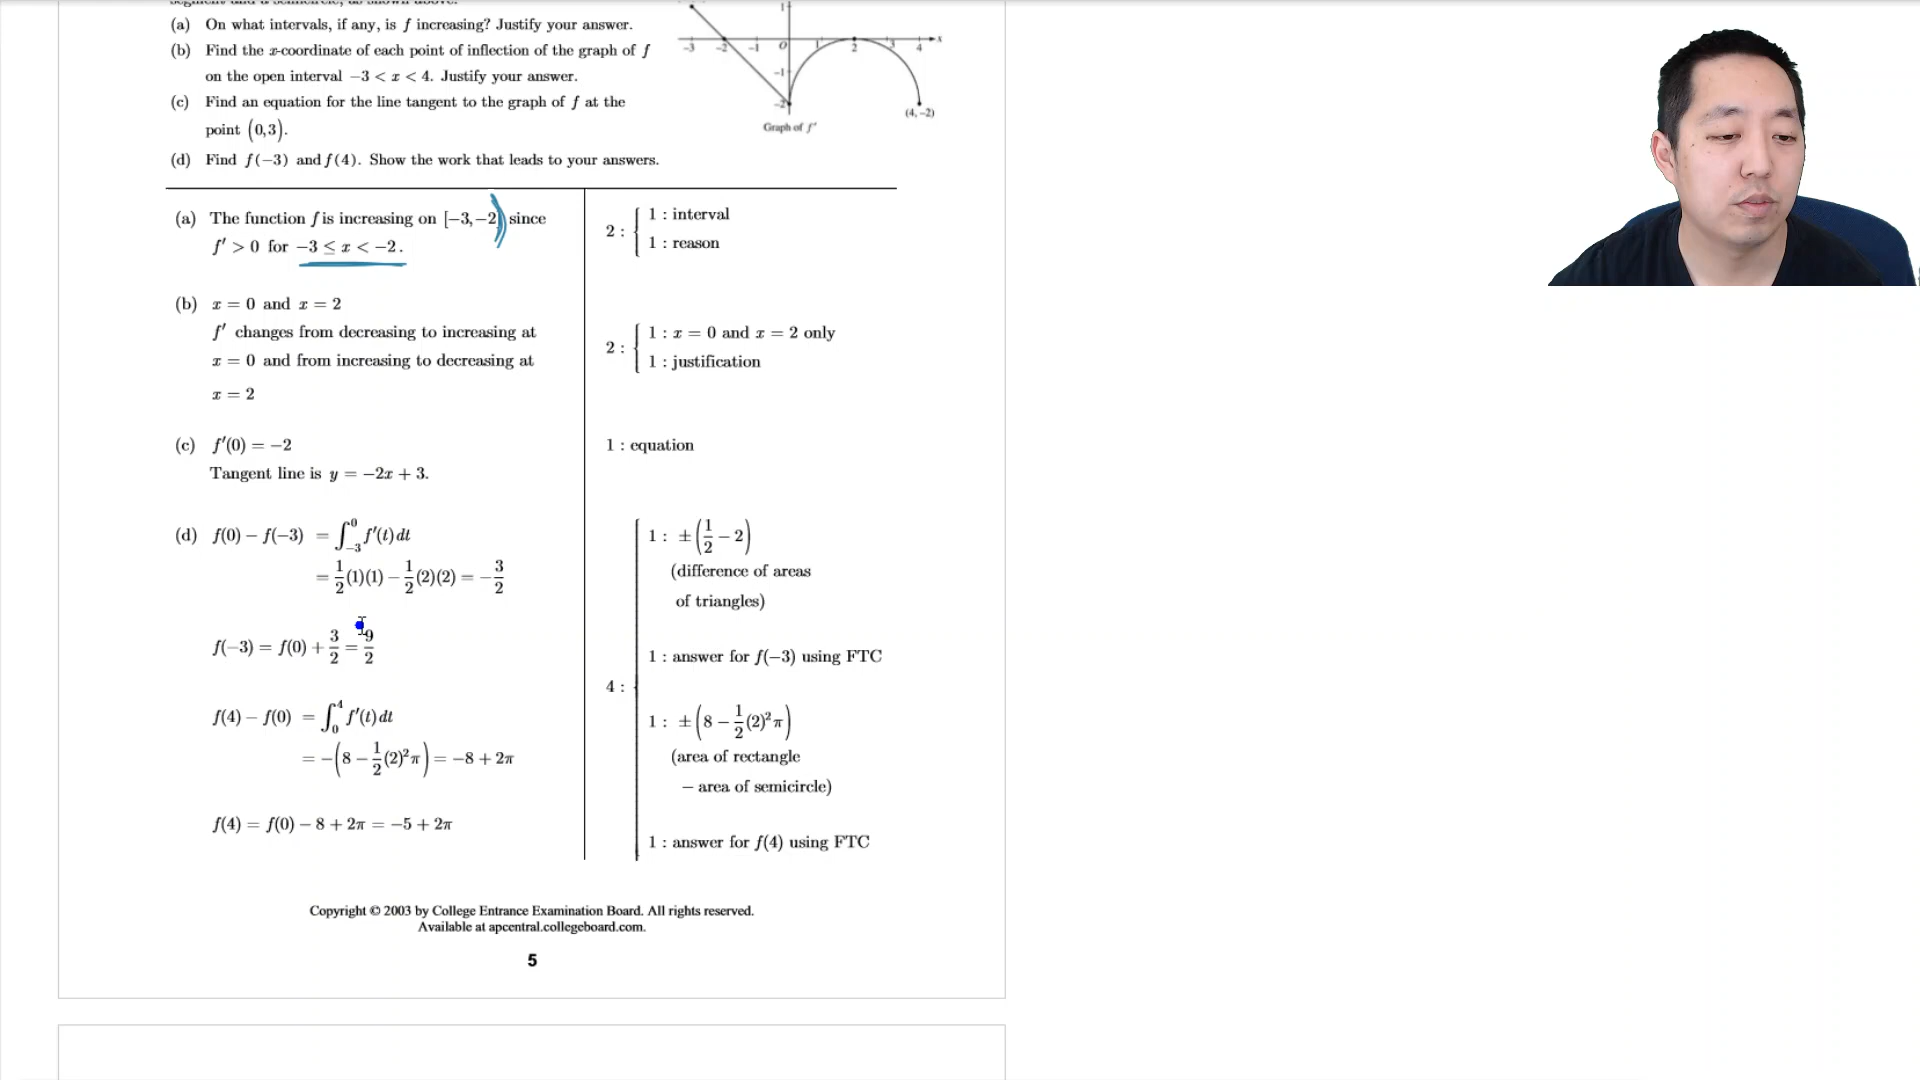 (a) On what intervals, if any, is f increasing? Justify your answer.
(b) Find the x-coordinate of each point of inflection of the graph of f
on the open interval −3 < x < 4. Justify your answer.
(c) Find an equation for the line tangent to the graph of f at the
point (0,3).
(d) Find f(−3) and f(4). Show the work that leads to your answers.
1
−3 −2 −1 O 1 2 3 4 x
−1
−2
(4,−2)
Graph of f′
(a) The function f is increasing on [−3,−2] since
f′ > 0 for −3 ≤ x < −2.
2 : { 1 : interval
1 : reason
(b) x = 0 and x = 2
f′ changes from decreasing to increasing at
x = 0 and from increasing to decreasing at
x = 2
2 : { 1 : x = 0 and x = 2 only
1 : justification
(c) f′(0) = −2
Tangent line is y = −2x + 3.
1 : equation
(d) f(0) − f(−3) = ∫_{−3}^{0} f′(t) dt
= 1/2(1)(1) − 1/2(2)(2) = −3/2
f(−3) = f(0) + 3/2 = 9/2
f(4) − f(0) = ∫_{0}^{4} f′(t) dt
= −(8 − 1/2(2)²π) = −8 + 2π
f(4) = f(0) − 8 + 2π = −5 + 2π
4 : { 1 : ±(1/2 − 2)
(difference of areas
of triangles)
1 : answer for f(−3) using FTC
1 : ±(8 − 1/2(2)²π)
(area of rectangle
− area of semicircle)
1 : answer for f(4) using FTC
Copyright © 2003 by College Entrance Examination Board. All rights reserved.
Available at apcentral.collegeboard.com.
5